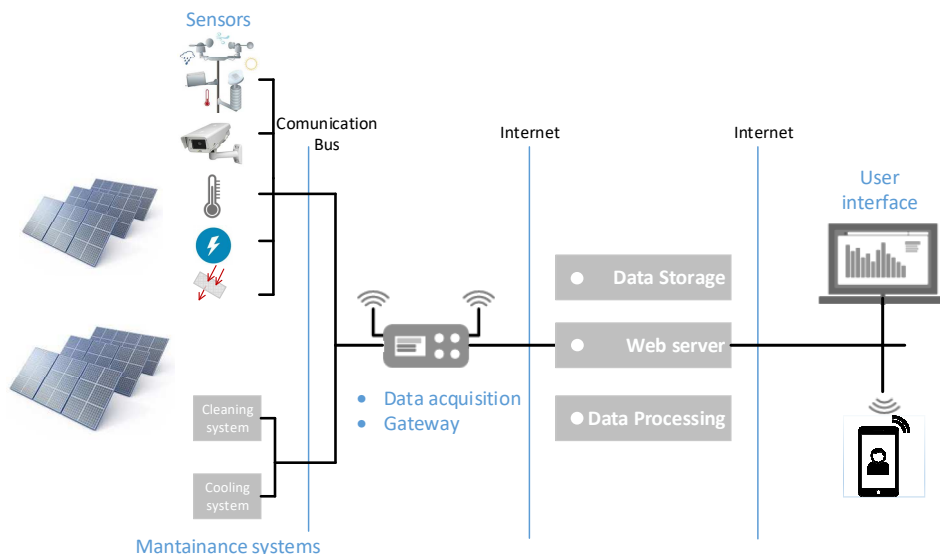 Sensors
Comunication
Bus
Internet
Internet
User
interface
Data Storage
Web server
Data Processing
• Data acquisition
• Gateway
Cleaning
system
Cooling
system
Mantainance systems